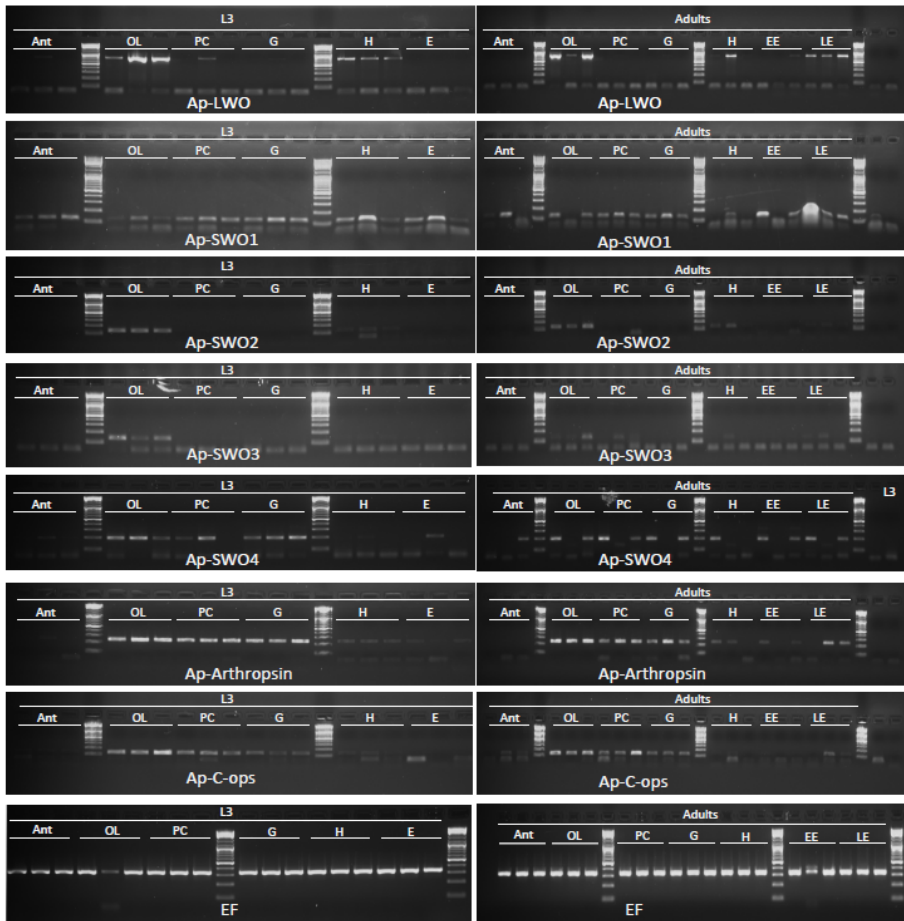 L3 Adults
Ant OL PC G H E Ant OL PC G H EE LE
Ap-LWO Ap-LWO
L3 Adults
Ant OL PC G H E Ant OL PC G H EE LE
Ap-SWO1 Ap-SWO1
L3 Adults
Ant OL PC G H E Ant OL PC G H EE LE
Ap-SWO2 Ap-SWO2
L3 Adults
Ant OL PC G H E Ant OL PC G H EE LE
Ap-SWO3 Ap-SWO3
L3 Adults L3
Ant OL PC G H E Ant OL PC G H EE LE
Ap-SWO4 Ap-SWO4
L3 Adults
Ant OL PC G H E Ant OL PC G H EE LE
Ap-Arthropsin Ap-Arthropsin
L3 Adults
Ant OL PC G H E Ant OL PC G H EE LE
Ap-C-ops Ap-C-ops
L3 Adults
Ant OL PC G H E Ant OL PC G H EE LE
EF EF